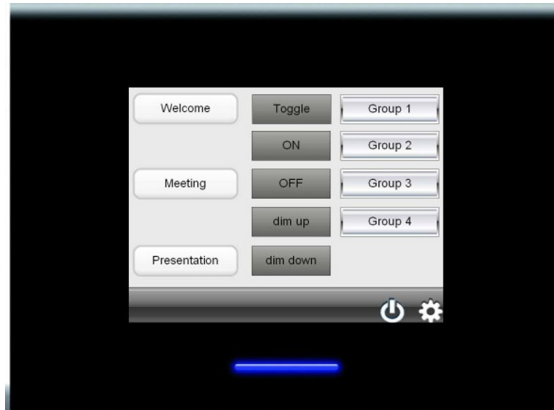 Welcome
Toggle
Group 1
ON
Group 2
Meeting
OFF
Group 3
dim up
Group 4
Presentation
dim down